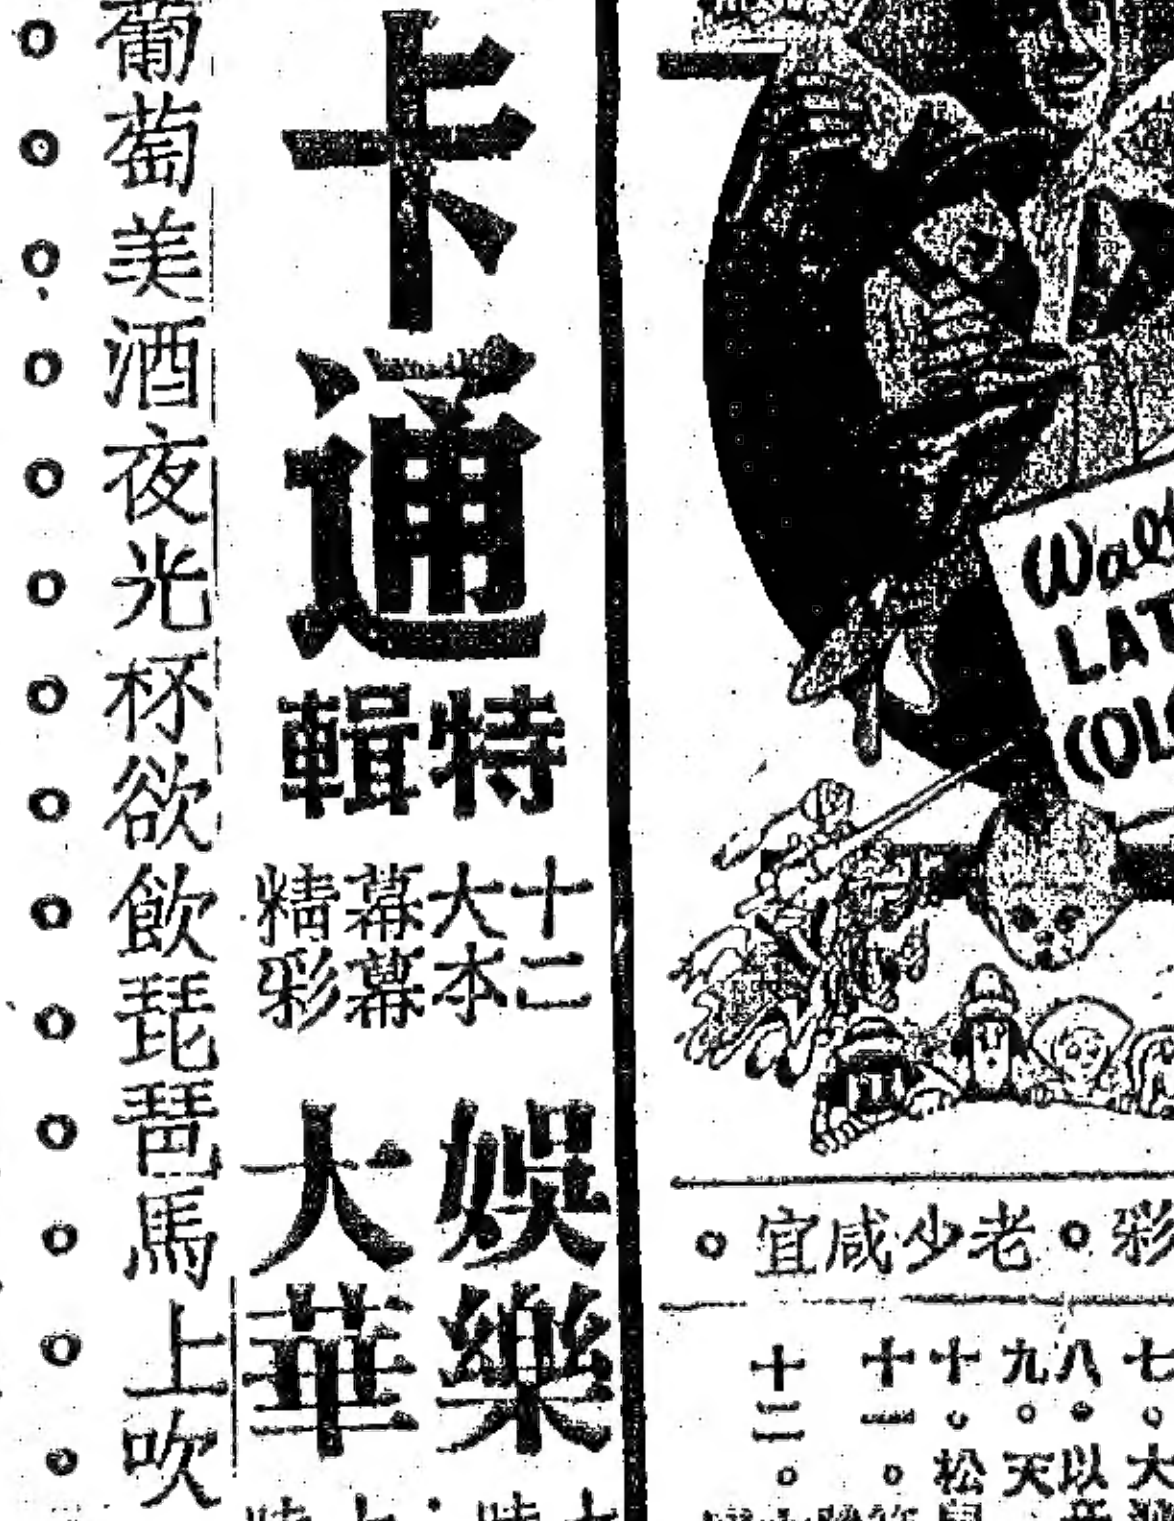 Wal
LAT
COL
彩。老少咸宜。
七。大
八。以
九。天
十。松
十一。
十二。
卡通
特輯
十二
大本
幕幕
精彩
娛樂
大華
葡萄美酒夜光杯欲飲琵琶馬上吹